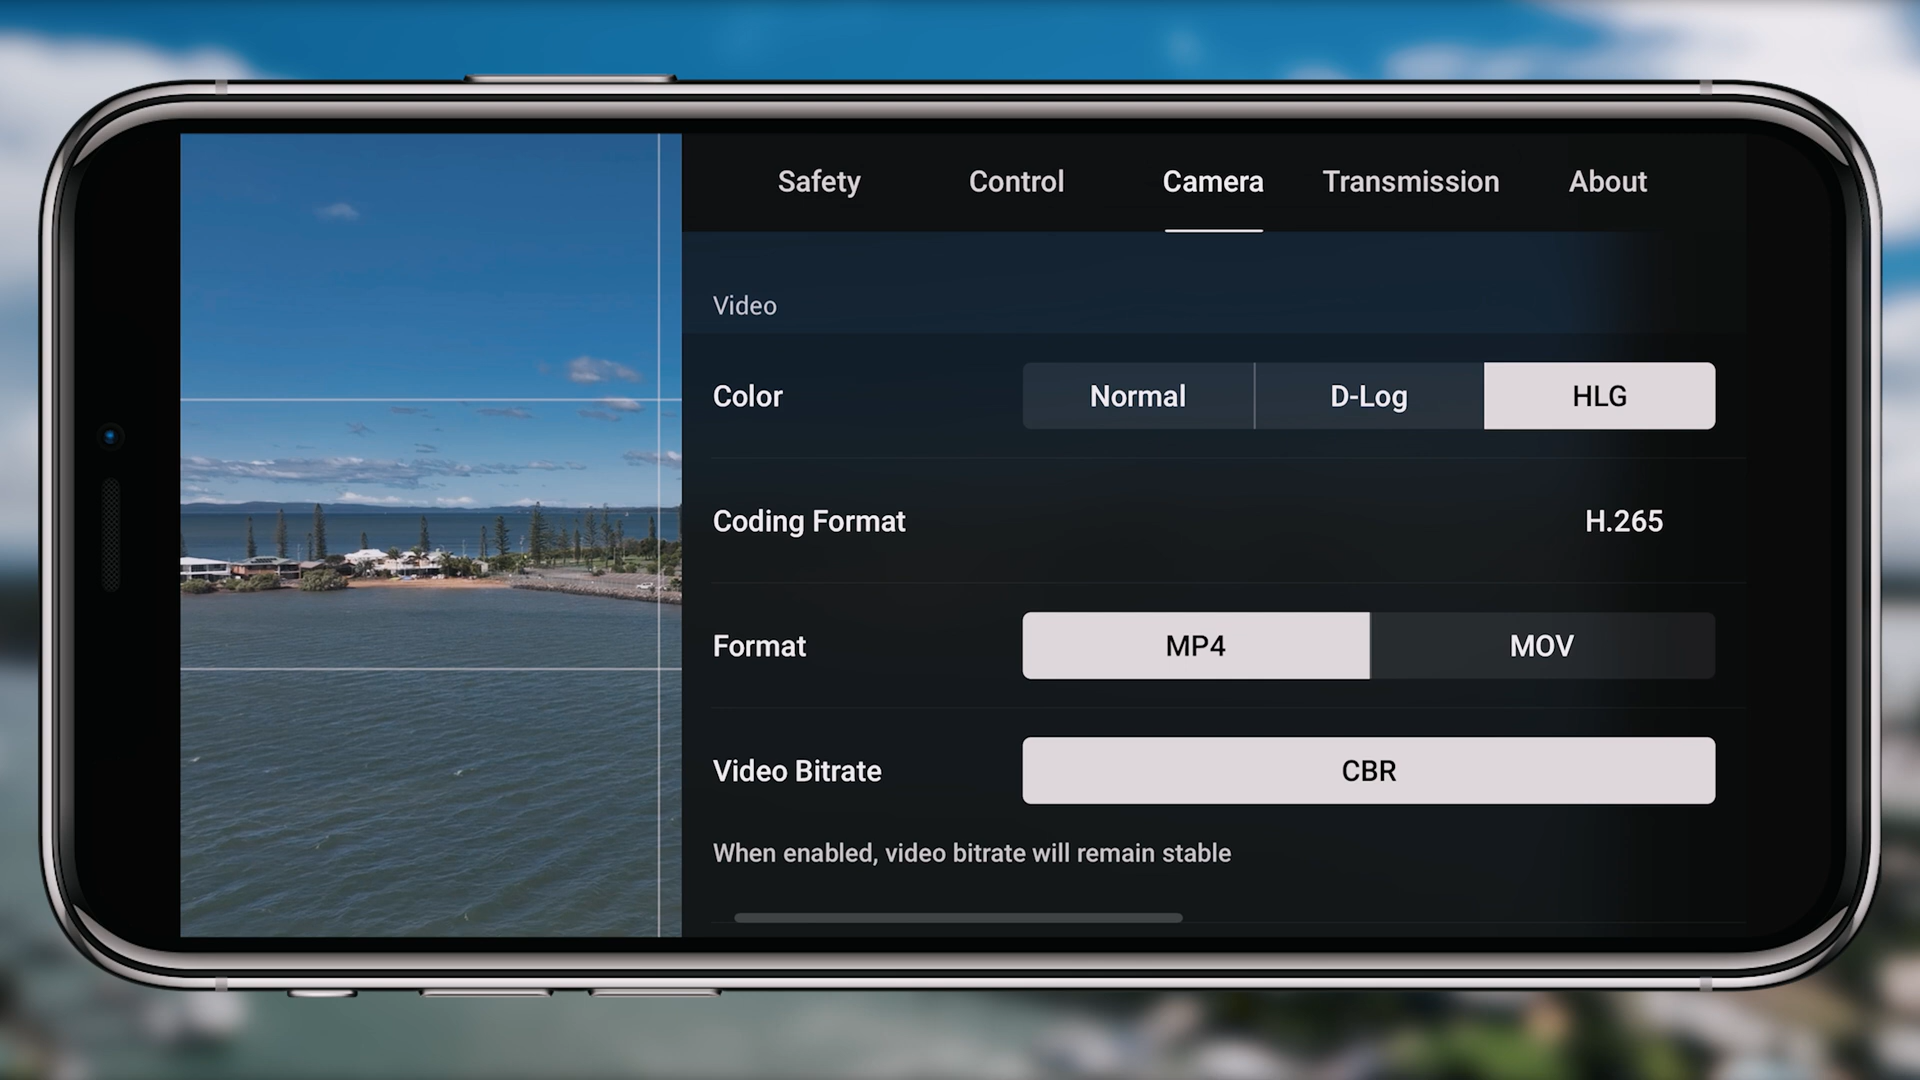 Safety Control Camera Transmission About
Video
Color Normal D-Log HLG
Coding Format H.265
Format MP4 MOV
Video Bitrate CBR
When enabled, video bitrate will remain stable